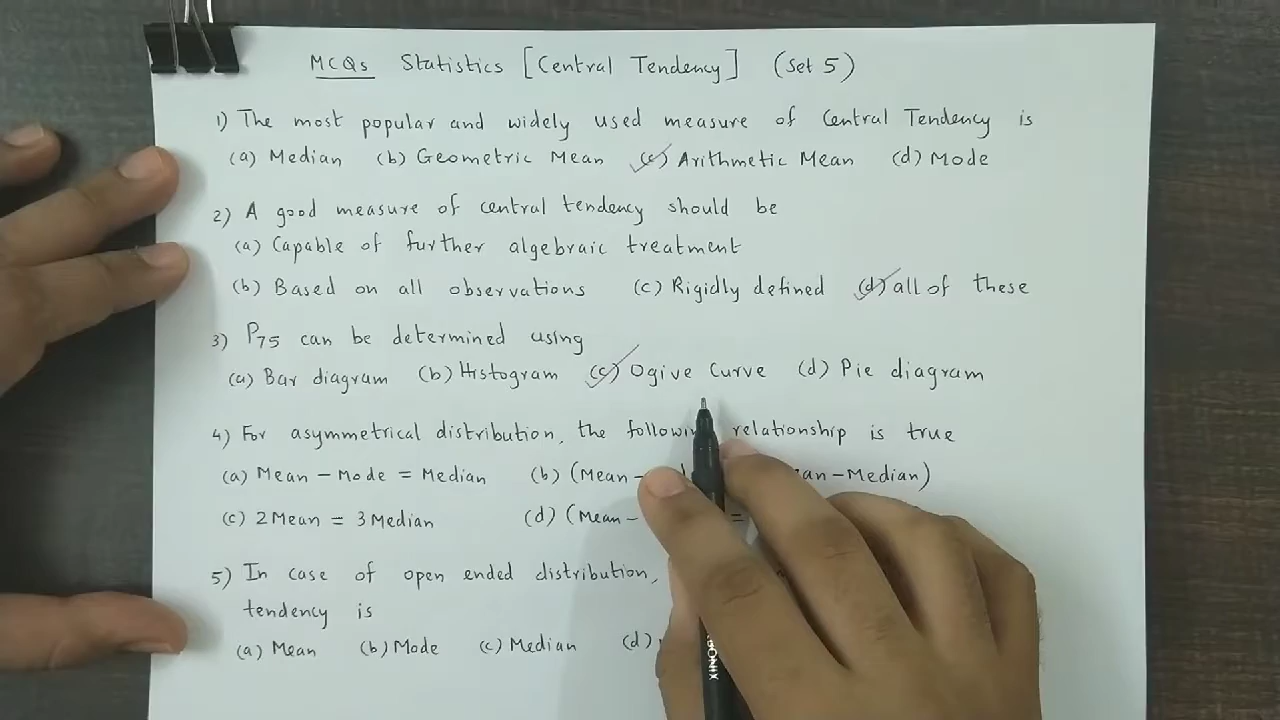 MCQs Statistics [Central Tendency] (Set 5)
1) The most popular and widely used measure of Central Tendency is
(a) Median (b) Geometric Mean (c) Arithmetic Mean (d) Mode
2) A good measure of central tendency should be
(a) Capable of further algebraic treatment
(b) Based on all observations (c) Rigidly defined (d) all of these
3) P75 can be determined using
(a) Bar diagram (b) Histogram (c) Ogive Curve (d) Pie diagram
4) For asymmetrical distribution, the relationship is true
(a) Mean - Mode = Median (b) (Mean - - Median)
(c) 2 Mean = 3 Median (d) (Mean - =
5) In case of open ended distribution,
tendency is
(a) Mean (b) Mode (c) Median (d)